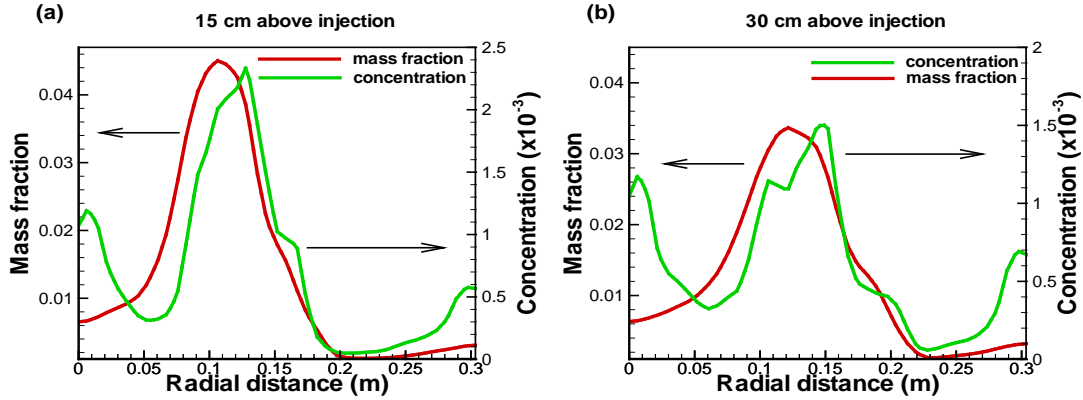 (a)
15 cm above injection
mass fraction
concentration
Mass fraction
0.04
0.03
0.02
0.01
2.5
2
1.5
1
0.5
0
Concentration (x10-3)
0 0.05 0.1 0.15 0.2 0.25 0.3
Radial distance (m)
(b)
30 cm above injection
concentration
mass fraction
Mass fraction
0.04
0.03
0.02
0.01
2
1.5
1
0.5
0
Concentration (x10-3)
0 0.05 0.1 0.15 0.2 0.25 0.3
Radial distance (m)